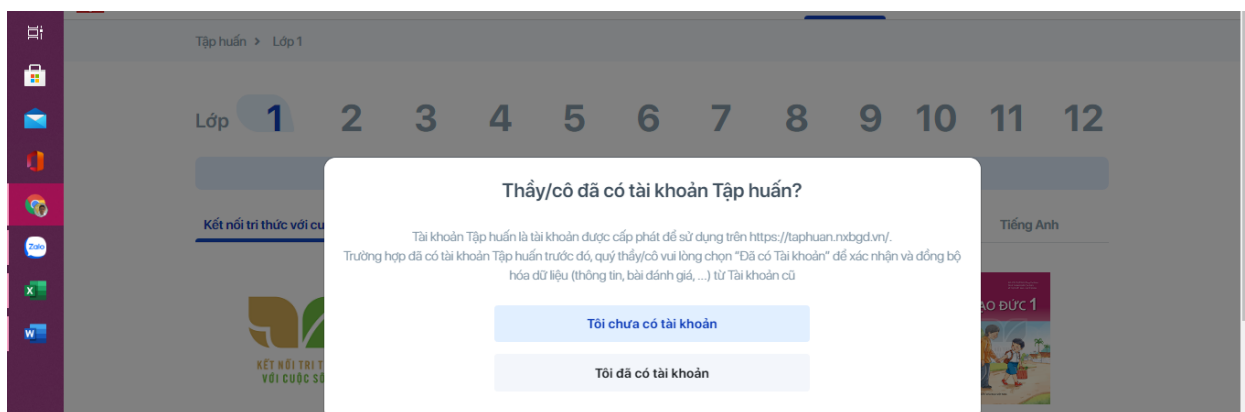 Tập huấn > Lớp 1
Lớp 1 2 3 4 5 6 7 8 9 10 11 12
Thầy/cô đã có tài khoản Tập huấn?
Kết nối tri thức với cu
Tiếng Anh
Tài khoản Tập huấn là tài khoản được cấp phát để sử dụng trên https://taphuan.nxbgd.vn/.
Trường hợp đã có tài khoản Tập huấn trước đó, quý thầy/cô vui lòng chọn "Đã có Tài khoản" để xác nhận và đồng bộ
hóa dữ liệu (thông tin, bài đánh giá, ...) từ Tài khoản cũ
ẠO ĐỨC 1
Tôi chưa có tài khoản
KẾT NỐI TRI T
VỚI CUỘC SỐ
Tôi đã có tài khoản
Zalo